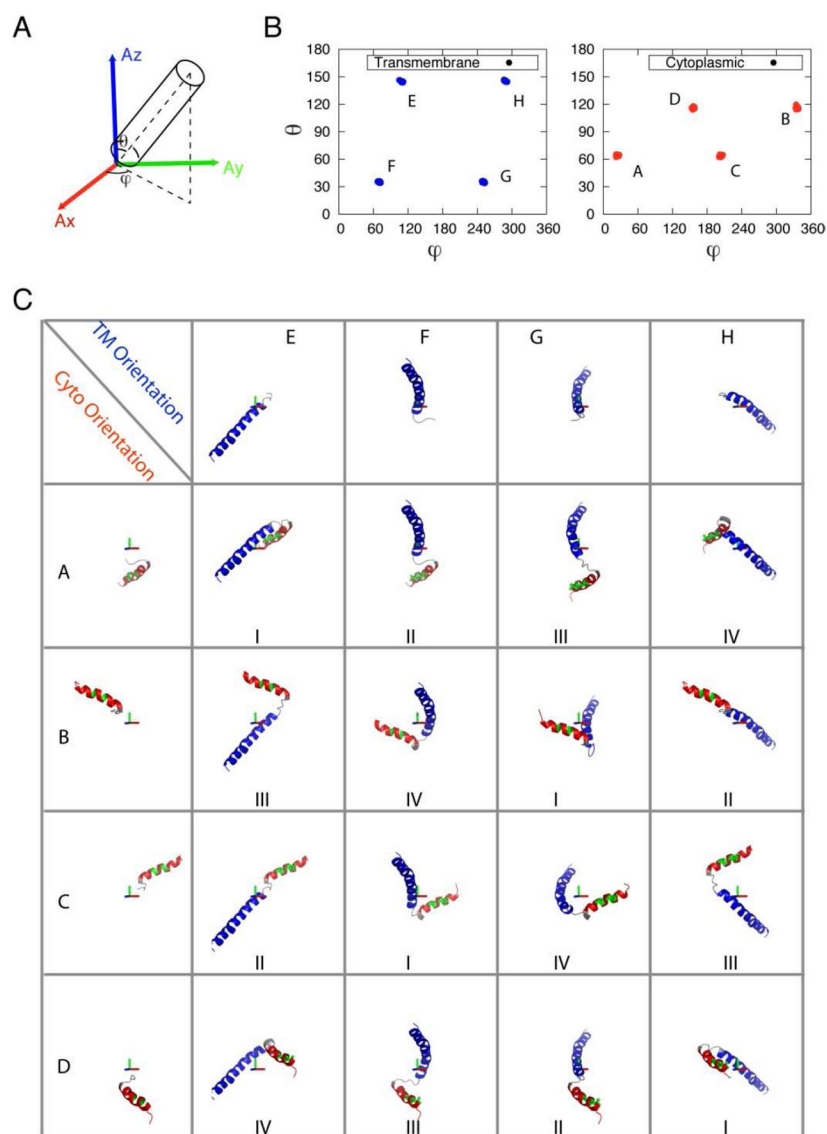 A
Az
θ
Ay
φ
Ax
B
180
150
120
90
60
30
0
θ
Transmembrane
E
H
F
G
0 60 120 180 240 300 360
φ
180
150
120
90
60
30
0
Cytoplasmic
D
B
A
C
0 60 120 180 240 300 360
φ
C
TM Orientation
Cyto Orientation
E F G H
A
I II III IV
B
III IV I II
C
II I IV III
D
IV III II I